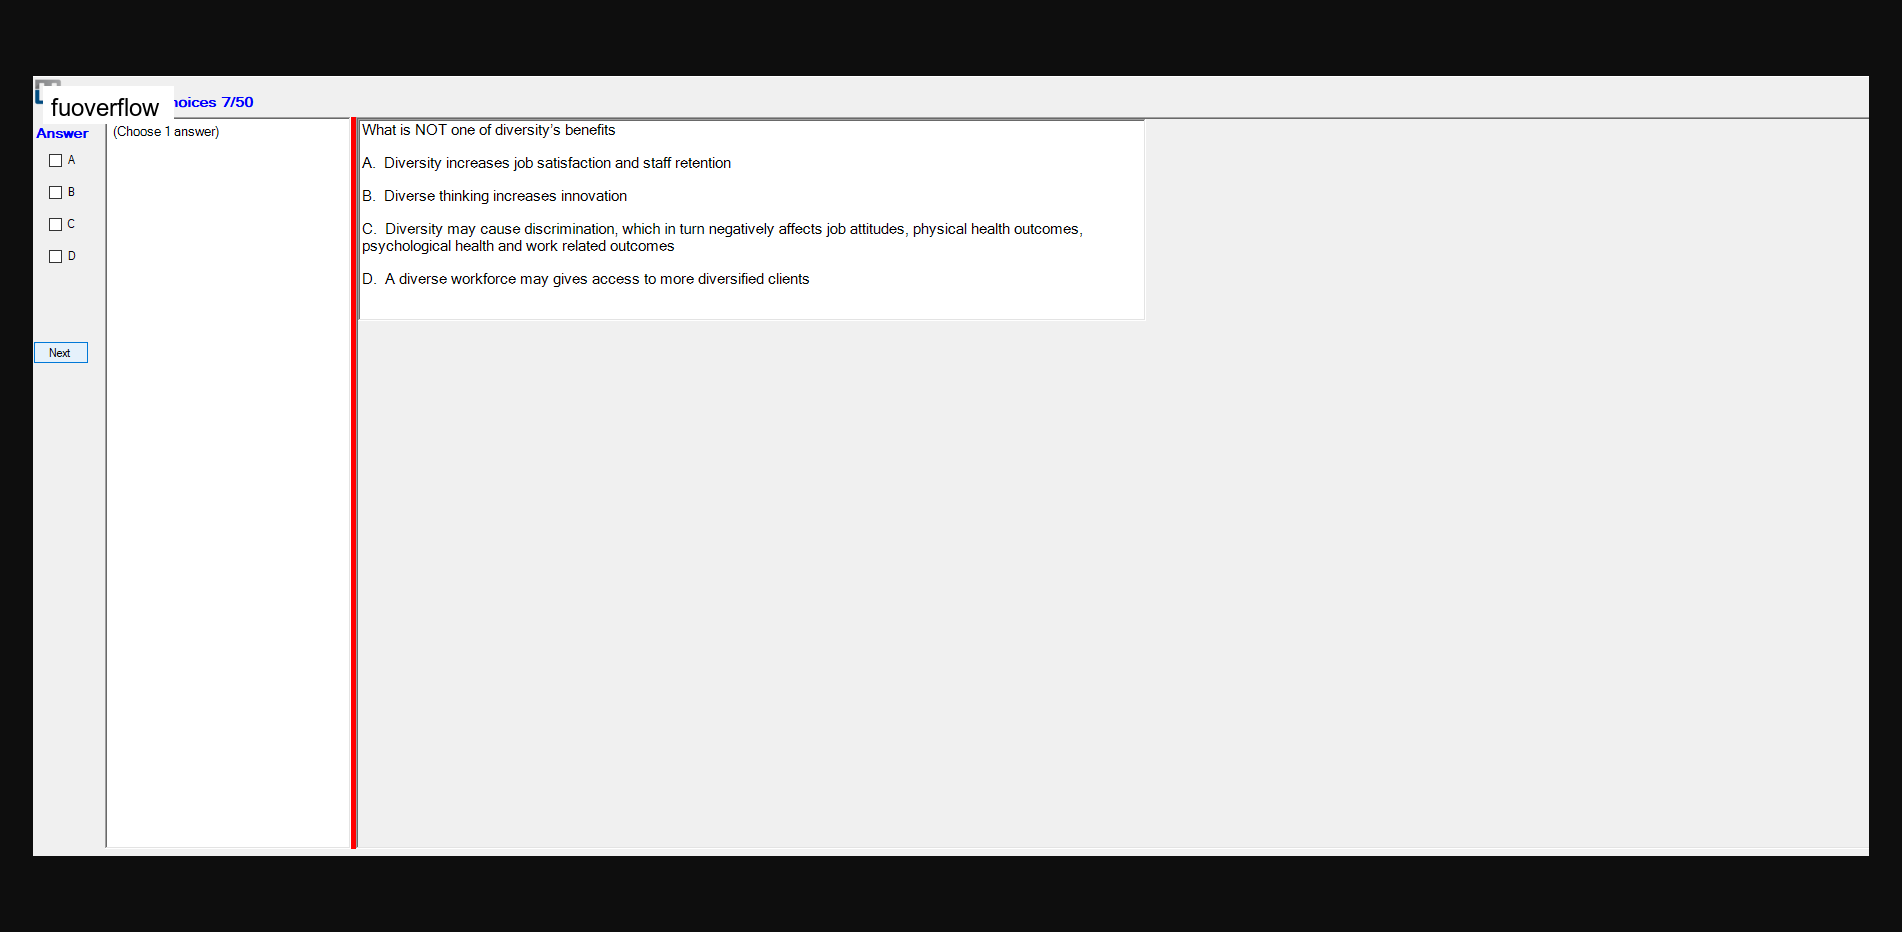 fuoverflow
hoices 7/50
Answer
(Choose 1 answer)
A
B
C
D
Next
What is NOT one of diversity's benefits
A. Diversity increases job satisfaction and staff retention
B. Diverse thinking increases innovation
C. Diversity may cause discrimination, which in turn negatively affects job attitudes, physical health outcomes,
psychological health and work related outcomes
D. A diverse workforce may gives access to more diversified clients